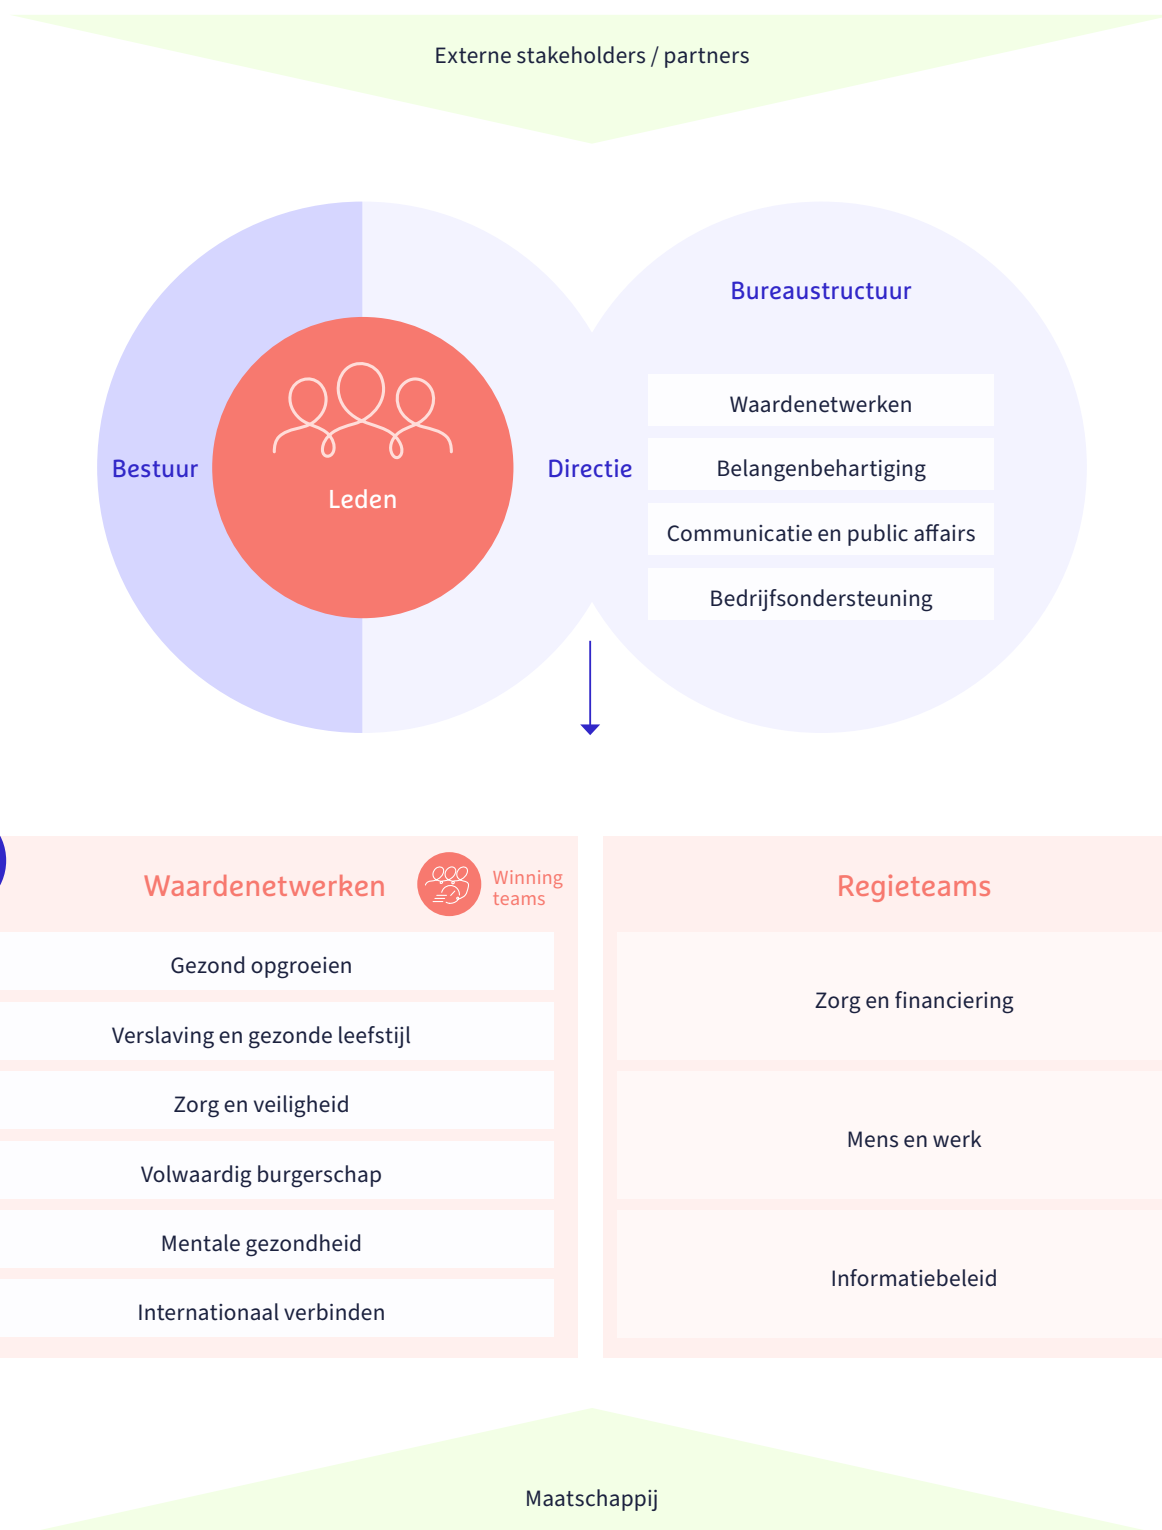 Externe stakeholders / partners
Bureaustructuur
Waardenetwerken
Bestuur
Leden
Directie
Belangenbehartiging
Communicatie en public affairs
Bedrijfsondersteuning
Waardenetwerken
Winning
teams
Gezond opgroeien
Verslaving en gezonde leefstijl
Zorg en veiligheid
Volwaardig burgerschap
Mentale gezondheid
Internationaal verbinden
Regieteams
Zorg en financiering
Mens en werk
Informatiebeleid
Maatschappij